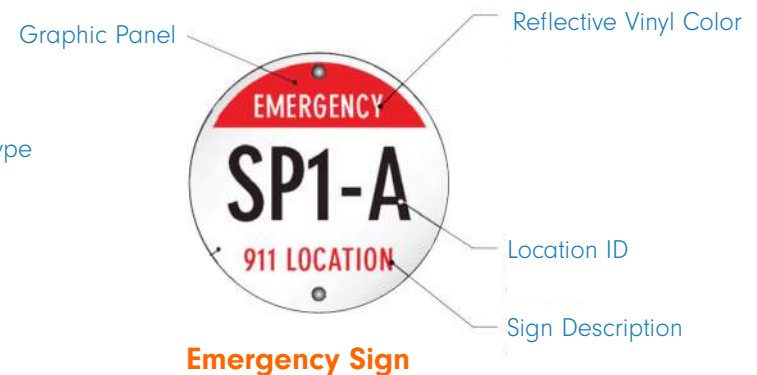 Reflective Vinyl Color
Graphic Panel
EMERGENCY
ype
SP1-A
Location ID
911 LOCATION
Sign Description
Emergency Sign